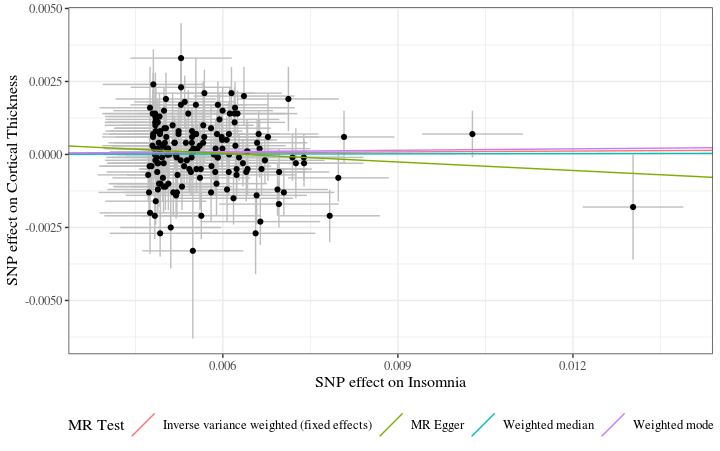 0.0050
0.0025
0.0000
-0.0025
-0.0050
SNP effect on Cortical Thickness
0.006 0.009 0.012
SNP effect on Insomnia
MR Test Inverse variance weighted (fixed effects) MR Egger Weighted median Weighted mode